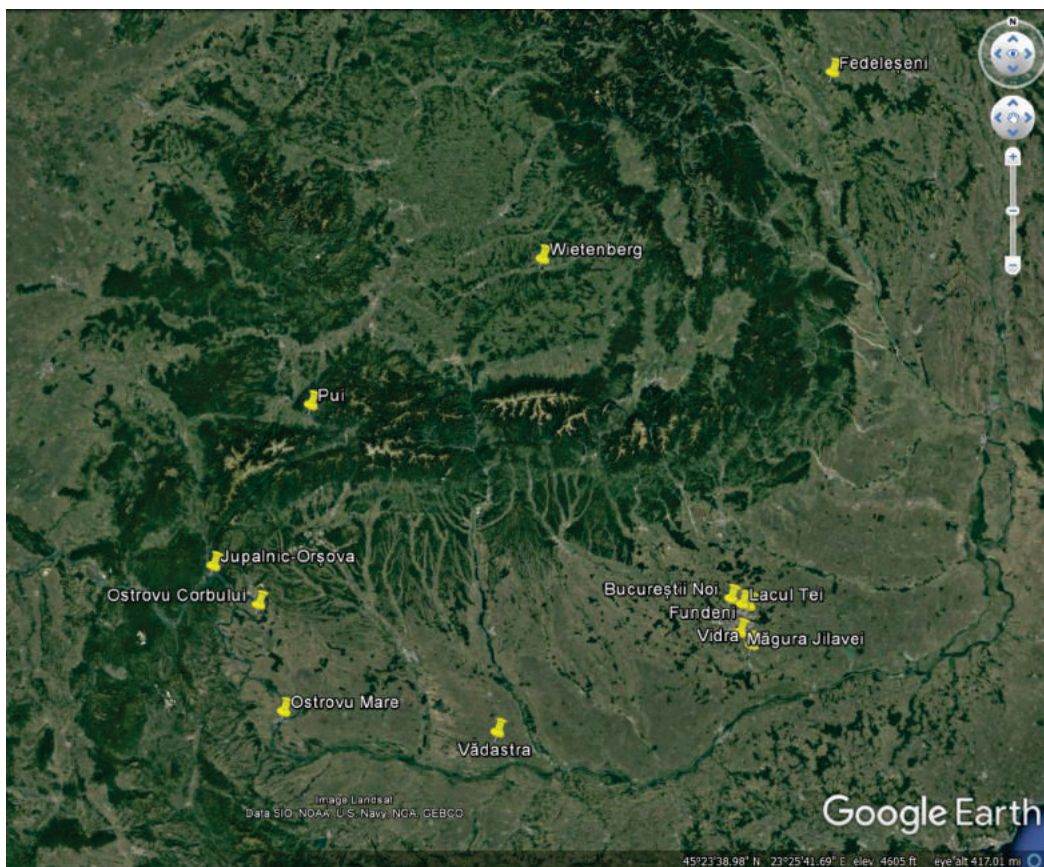 N
Fedeleșeni
Wietenberg
Pui
Jupalnic-Orșova
Ostrovu Corbului
Bucureștii Noi
Lacul Tei
Fundeni
Vidra
Măgura Jilavei
Ostrovu Mare
Vădastra
Image Landsat
Data SIO, NOAA, U.S. Navy, NGA, GEBCO
Google Earth
45°23'38.98" N 23°25'41.69" E elev 4605 ft eye alt 417.01 mi